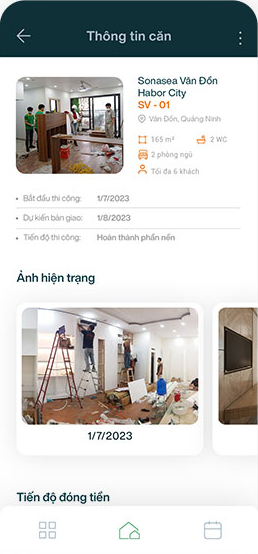 Thông tin căn
Sonasea Vân Đồn
Habor City
SV - 01
Vân Đồn, Quảng Ninh
165 m² 2 WC
2 phòng ngủ
Tối đa 6 khách
Bắt đầu thi công: 1/7/2023
Dự kiến bàn giao: 1/8/2023
Tiến độ thi công: Hoàn thành phần nền
Ảnh hiện trạng
1/7/2023
Tiến độ đóng tiền